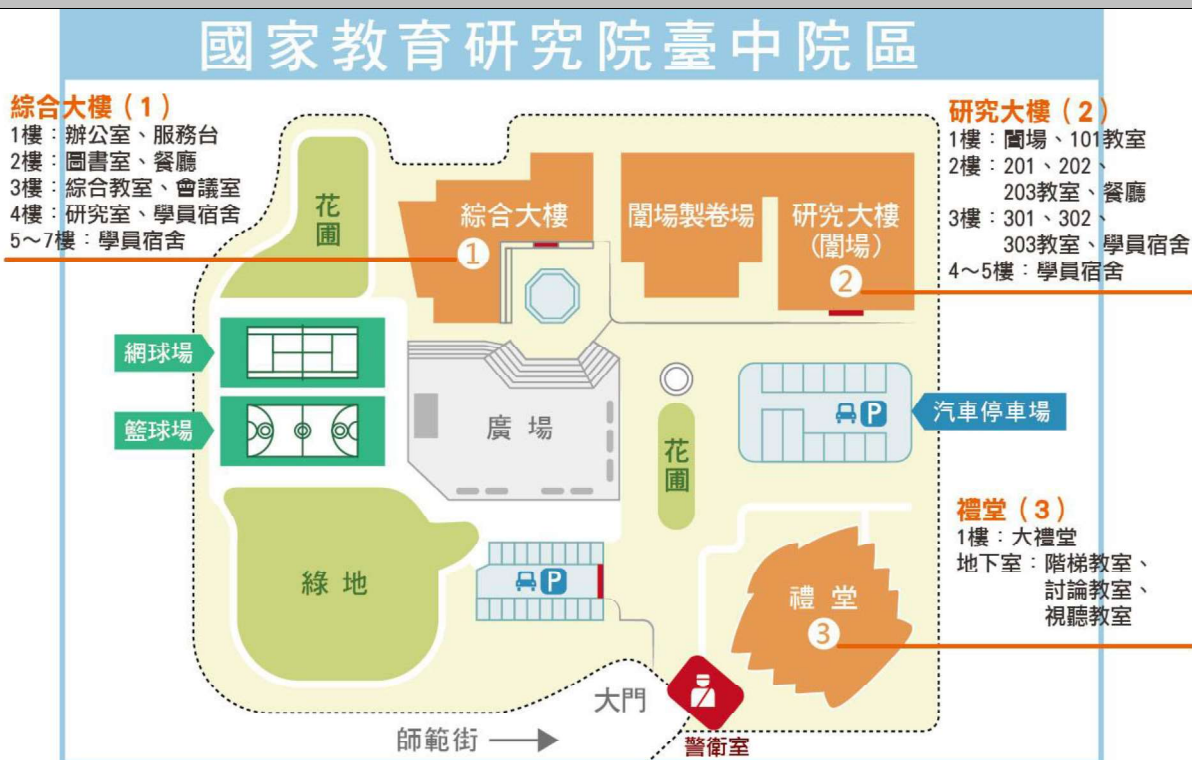 國家教育研究院臺中院區
綜合大樓(1)
1樓:辦公室、服務台
2樓:圖書室、餐廳
3樓:綜合教室、會議室
4樓:研究室、學員宿舍
5~7樓:學員宿舍
研究大樓(2)
1樓:闈場、101教室
2樓:201、202、
203教室、餐廳
3樓:301、302、
303教室、學員宿舍
4~5樓:學員宿舍
花圃
綜合大樓
1
闈場製卷場
研究大樓
(闈場)
2
網球場
籃球場
廣場
花圃
P
汽車停車場
禮堂(3)
1樓:大禮堂
地下室:階梯教室、
討論教室、
視聽教室
綠地
P
禮堂
3
大門
師範街
警衛室